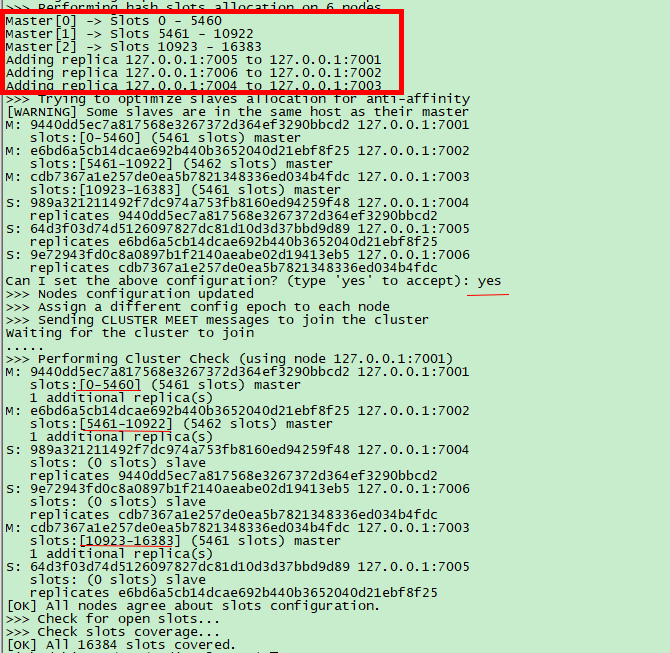 >>> Performing hash slots allocation on 6 nodes...
Master[0] -> Slots 0 - 5460
Master[1] -> Slots 5461 - 10922
Master[2] -> Slots 10923 - 16383
Adding replica 127.0.0.1:7005 to 127.0.0.1:7001
Adding replica 127.0.0.1:7006 to 127.0.0.1:7002
Adding replica 127.0.0.1:7004 to 127.0.0.1:7003
>>> Trying to optimize slaves allocation for anti-affinity
[WARNING] Some slaves are in the same host as their master
M: 9440dd5ec7a817568e3267372d364ef3290bbcd2 127.0.0.1:7001
slots:[0-5460] (5461 slots) master
M: e6bd6a5cb14dcae692b440b3652040d21ebf8f25 127.0.0.1:7002
slots:[5461-10922] (5462 slots) master
M: cdb7367a1e257de0ea5b7821348336ed034b4fdc 127.0.0.1:7003
slots:[10923-16383] (5461 slots) master
S: 989a321211492f7dc974a753fb8160ed94259f48 127.0.0.1:7004
replicates 9440dd5ec7a817568e3267372d364ef3290bbcd2
S: 64d3f03d74d5126097827dc81d10d3d37bbd9d89 127.0.0.1:7005
replicates e6bd6a5cb14dcae692b440b3652040d21ebf8f25
S: 9e72943fd0c8a0897b1f2140aeabe02d19413eb5 127.0.0.1:7006
replicates cdb7367a1e257de0ea5b7821348336ed034b4fdc
Can I set the above configuration? (type 'yes' to accept): yes
>>> Nodes configuration updated
>>> Assign a different config epoch to each node
>>> Sending CLUSTER MEET messages to join the cluster
Waiting for the cluster to join
.....
>>> Performing Cluster Check (using node 127.0.0.1:7001)
M: 9440dd5ec7a817568e3267372d364ef3290bbcd2 127.0.0.1:7001
slots:[0-5460] (5461 slots) master
1 additional replica(s)
M: e6bd6a5cb14dcae692b440b3652040d21ebf8f25 127.0.0.1:7002
slots:[5461-10922] (5462 slots) master
1 additional replica(s)
S: 989a321211492f7dc974a753fb8160ed94259f48 127.0.0.1:7004
slots: (0 slots) slave
replicates 9440dd5ec7a817568e3267372d364ef3290bbcd2
S: 9e72943fd0c8a0897b1f2140aeabe02d19413eb5 127.0.0.1:7006
slots: (0 slots) slave
replicates cdb7367a1e257de0ea5b7821348336ed034b4fdc
M: cdb7367a1e257de0ea5b7821348336ed034b4fdc 127.0.0.1:7003
slots:[10923-16383] (5461 slots) master
1 additional replica(s)
S: 64d3f03d74d5126097827dc81d10d3d37bbd9d89 127.0.0.1:7005
slots: (0 slots) slave
replicates e6bd6a5cb14dcae692b440b3652040d21ebf8f25
[OK] All nodes agree about slots configuration.
>>> Check for open slots...
>>> Check slots coverage...
[OK] All 16384 slots covered.